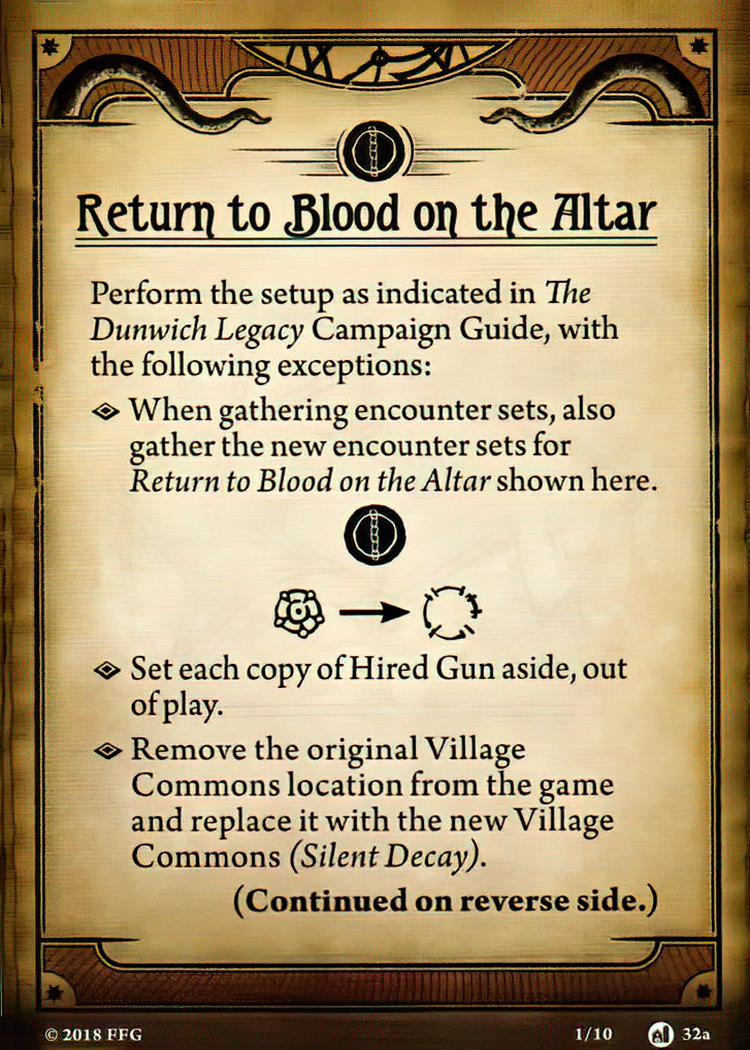 Return to Blood on the Altar
Perform the setup as indicated in The
Dunwich Legacy Campaign Guide, with
the following exceptions:
When gathering encounter sets, also
gather the new encounter sets for
Return to Blood on the Altar shown here.
Set each copy of Hired Gun aside, out
of play.
Remove the original Village
Commons location from the game
and replace it with the new Village
Commons (Silent Decay).
(Continued on reverse side.)
© 2018 FFG
1/10
32a